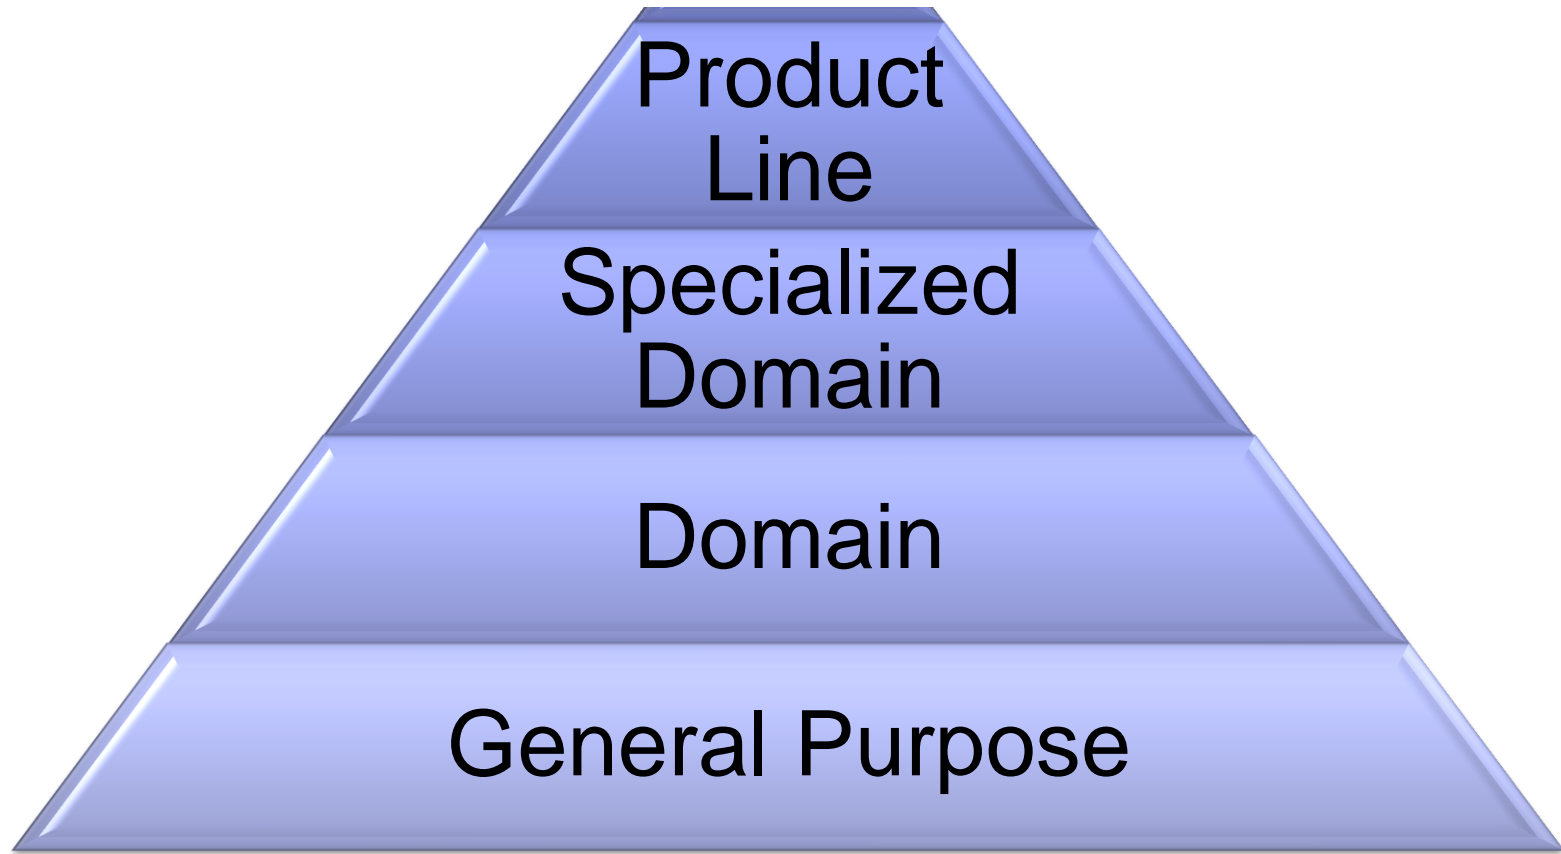 Product
Line
Specialized
Domain
Domain
General Purpose